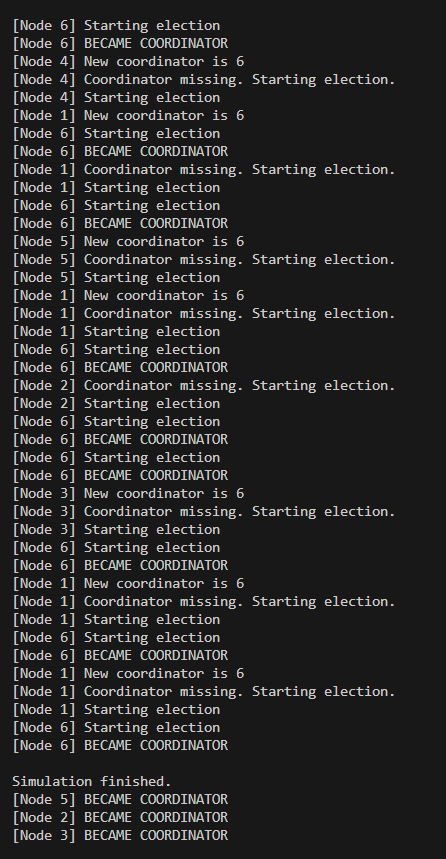 [Node 6] Starting election
[Node 6] BECAME COORDINATOR
[Node 4] New coordinator is 6
[Node 4] Coordinator missing. Starting election.
[Node 4] Starting election
[Node 1] New coordinator is 6
[Node 6] Starting election
[Node 6] BECAME COORDINATOR
[Node 1] Coordinator missing. Starting election.
[Node 1] Starting election
[Node 6] Starting election
[Node 6] BECAME COORDINATOR
[Node 5] New coordinator is 6
[Node 5] Coordinator missing. Starting election.
[Node 5] Starting election
[Node 1] New coordinator is 6
[Node 1] Coordinator missing. Starting election.
[Node 1] Starting election
[Node 6] Starting election
[Node 6] BECAME COORDINATOR
[Node 2] Coordinator missing. Starting election.
[Node 2] Starting election
[Node 6] Starting election
[Node 6] BECAME COORDINATOR
[Node 6] Starting election
[Node 6] BECAME COORDINATOR
[Node 3] New coordinator is 6
[Node 3] Coordinator missing. Starting election.
[Node 3] Starting election
[Node 6] Starting election
[Node 6] BECAME COORDINATOR
[Node 1] New coordinator is 6
[Node 1] Coordinator missing. Starting election.
[Node 1] Starting election
[Node 6] Starting election
[Node 6] BECAME COORDINATOR
[Node 1] New coordinator is 6
[Node 1] Coordinator missing. Starting election.
[Node 1] Starting election
[Node 6] Starting election
[Node 6] BECAME COORDINATOR
Simulation finished.
[Node 5] BECAME COORDINATOR
[Node 2] BECAME COORDINATOR
[Node 3] BECAME COORDINATOR